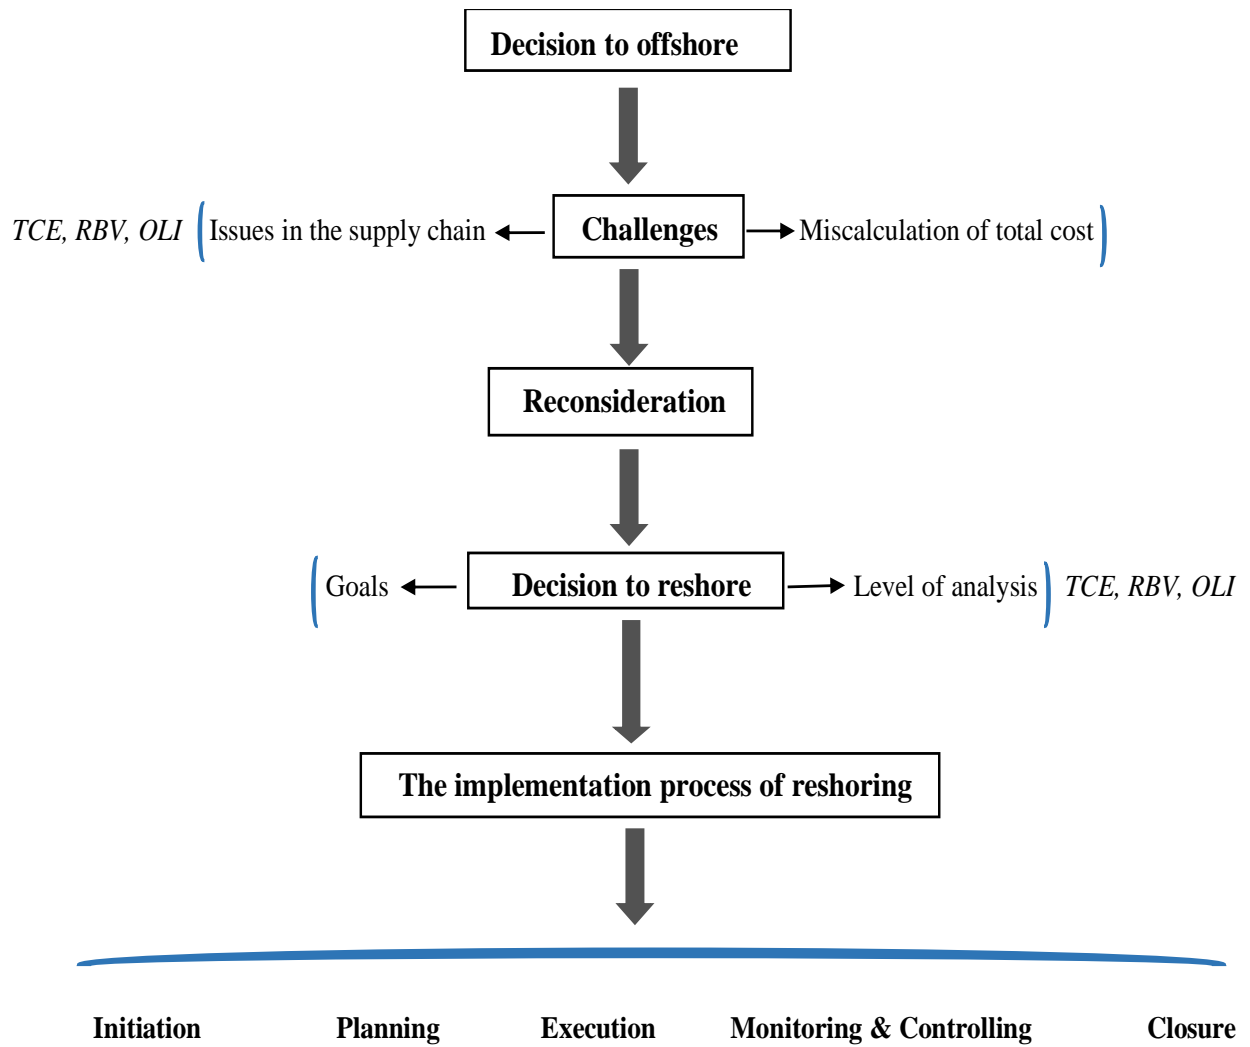 Decision to offshore
TCE, RBV, OLI Issues in the supply chain Challenges Miscalculation of total cost
Reconsideration
Goals Decision to reshore Level of analysis TCE, RBV, OLI
The implementation process of reshoring
Initiation Planning Execution Monitoring & Controlling Closure